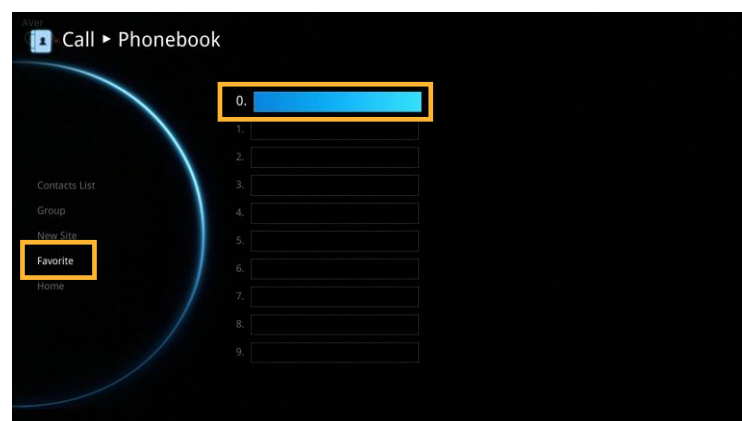 AVer
Call ▸ Phonebook
0.
1.
2.
3.
4.
5.
6.
7.
8.
9.
Contacts List
Group
New Site
Favorite
Home